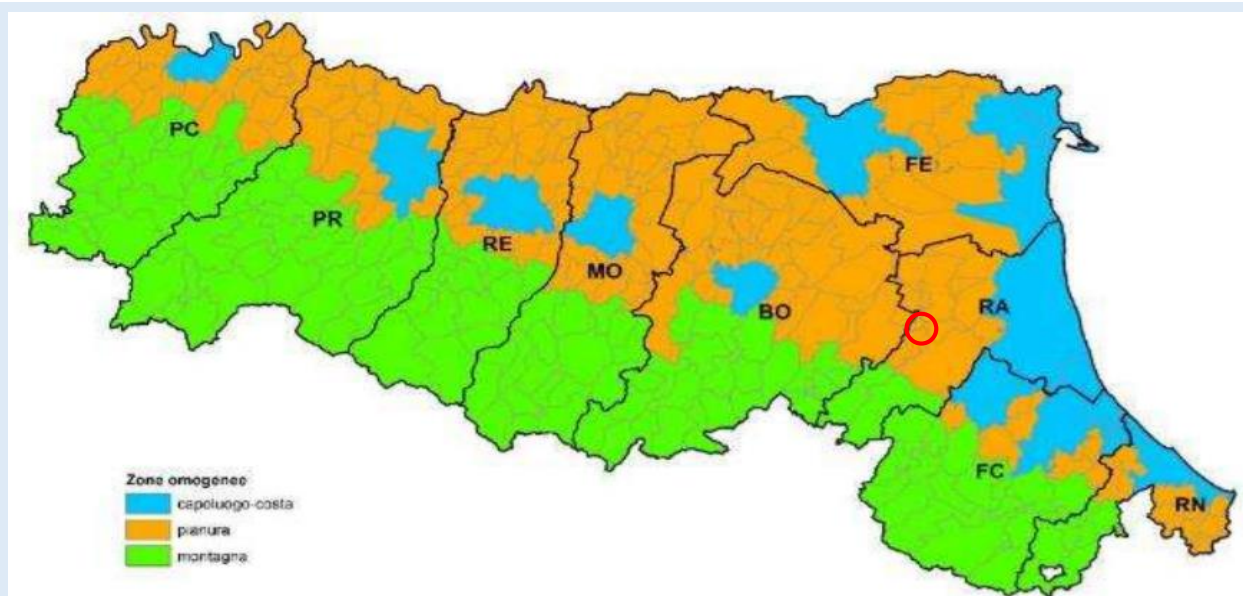 PC
FE
PR
RE
MO
BO
RA
FC
RN
Zone omogenee
capoluogo-costa
pianura
montagna